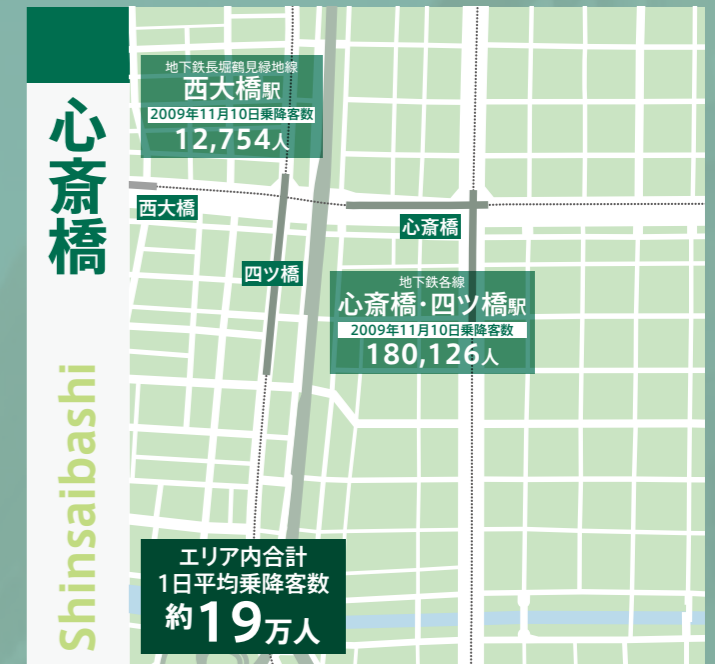 心斎橋
Shinsaibashi
地下鉄長堀鶴見緑地線
西大橋駅
2009年11月10日乗降客数
12,754人
西大橋
心斎橋
四ツ橋
地下鉄各線
心斎橋・四ツ橋駅
2009年11月10日乗降客数
180,126人
エリア内合計
1日平均乗降客数
約19万人